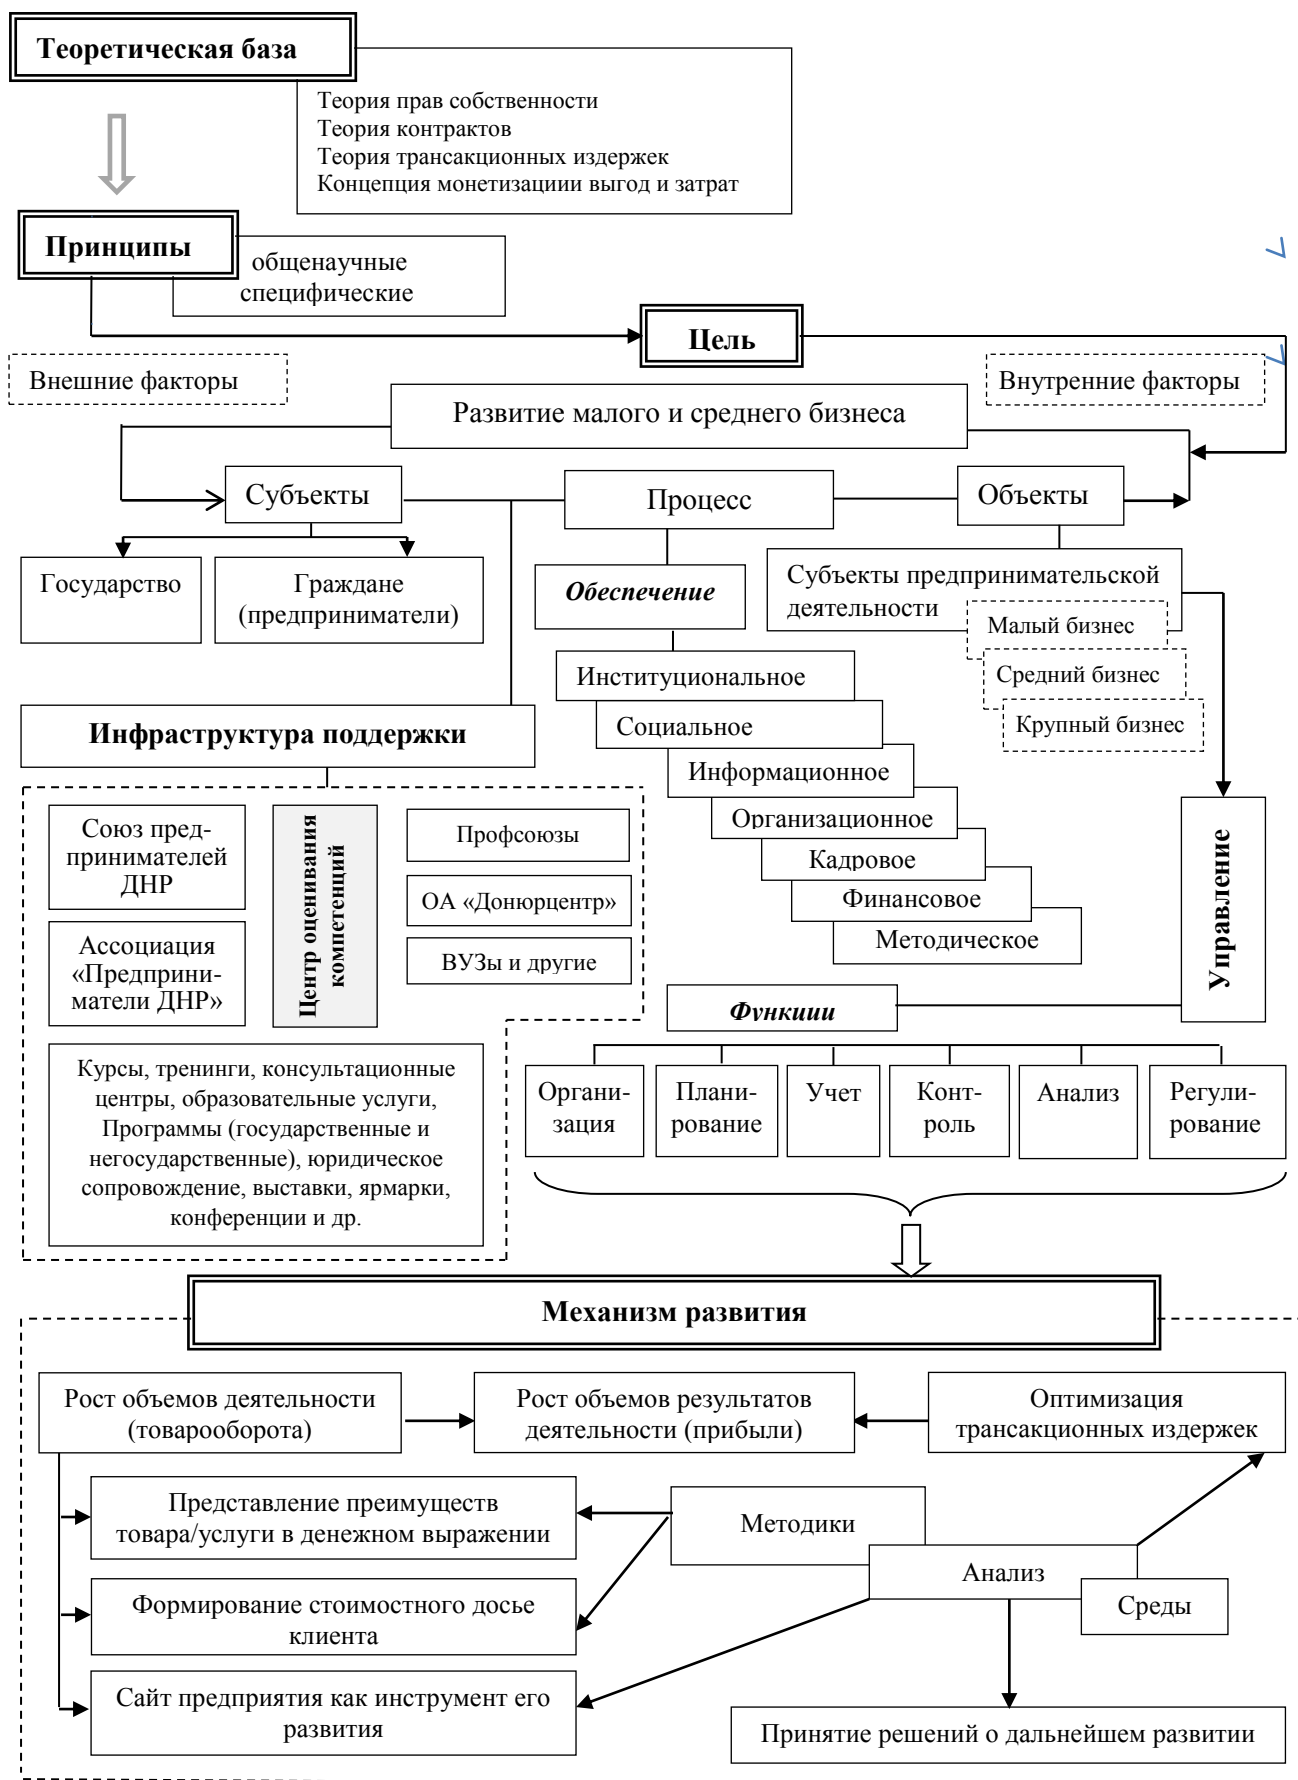 Теоретическая база
Теория прав собственности
Теория контрактов
Теория трансакционных издержек
Концепция монетизациии выгод и затрат
Принципы
общенаучные
специфические
Цель
Внешние факторы
Внутренние факторы
Развитие малого и среднего бизнеса
Субъекты
Процесс
Объекты
Государство
Граждане
(предприниматели)
Обеспечение
Субъекты предпринимательской
деятельности
Малый бизнес
Средний бизнес
Крупный бизнес
Институциональное
Социальное
Информационное
Организационное
Кадровое
Финансовое
Методическое
Инфраструктура поддержки
Союз пред-
принимателей
ДНР
Ассоциация
«Предприни-
матели ДНР»
Центр оценивания
компетенций
Профсоюзы
ОА «Донюрцентр»
ВУЗы и другие
Курсы, тренинги, консультационные
центры, образовательные услуги,
Программы (государственные и
негосударственные), юридическое
сопровождение, выставки, ярмарки,
конференции и др.
Управление
Функции
Органи-
зация
Плани-
рование
Учет
Конт-
роль
Анализ
Регули-
рование
Механизм развития
Рост объемов деятельности
(товарооборота)
Рост объемов результатов
деятельности (прибыли)
Оптимизация
трансакционных издержек
Представление преимуществ
товара/услуги в денежном выражении
Методики
Анализ
Среды
Формирование стоимостного досье
клиента
Сайт предприятия как инструмент его
развития
Принятие решений о дальнейшем развитии